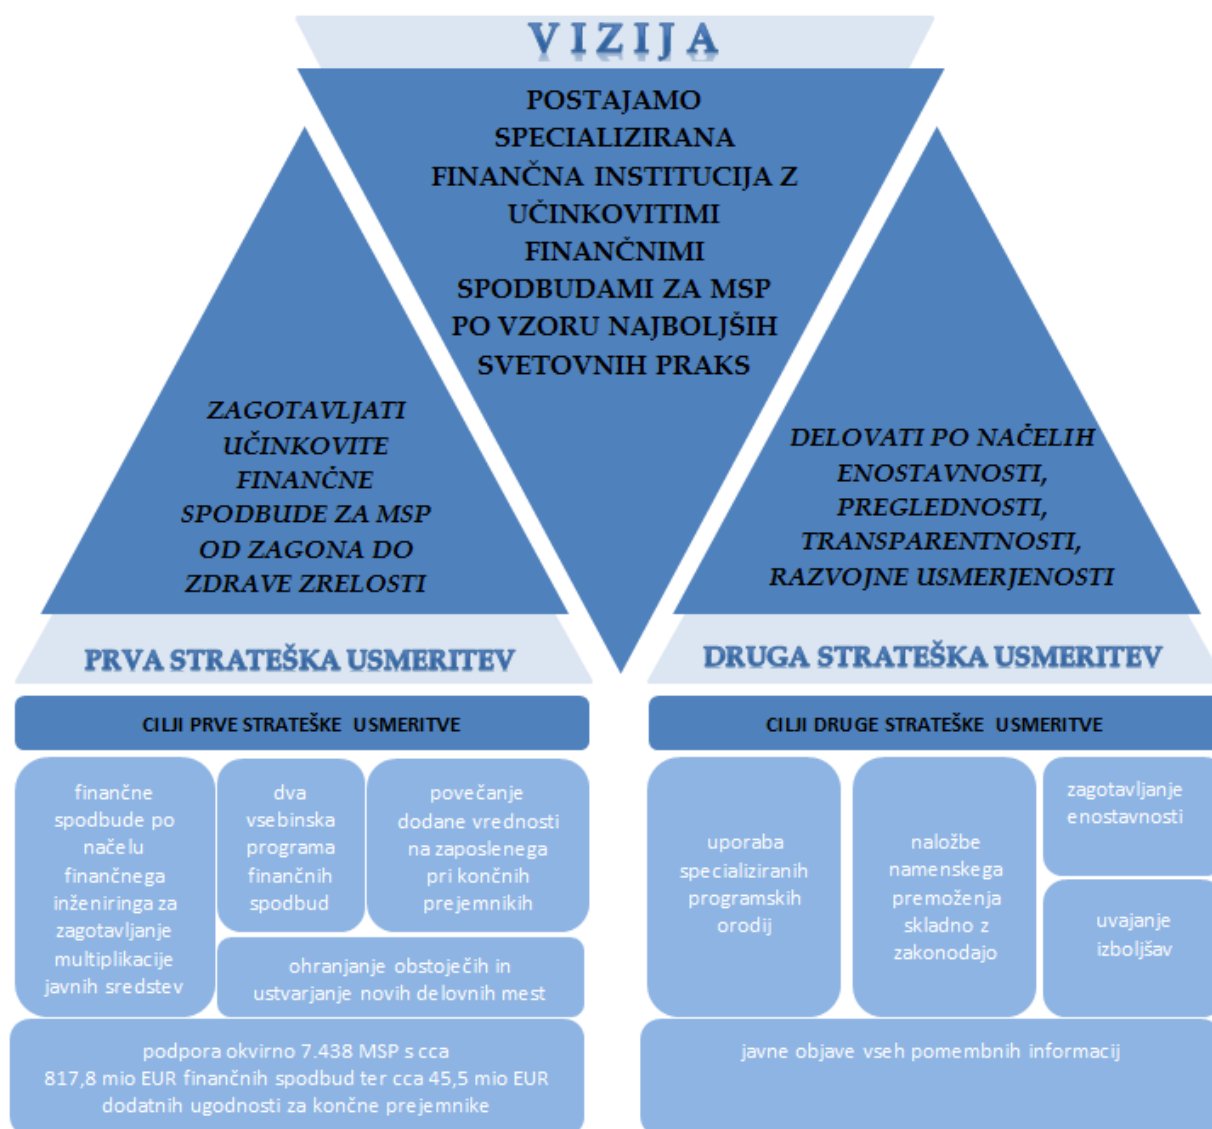 VIZIJA
POSTAJAMO
SPECIALIZIRANA
FINANČNA INSTITUCIJA Z
UČINKOVITIMI
FINANČNIMI
SPODBUDAMI ZA MSP
PO VZORU NAJBOLJŠIH
SVETOVNIH PRAKS
ZAGOTAVLJATI
UČINKOVITE
FINANČNE
SPODBUDE ZA MSP
OD ZAGONA DO
ZDRAVE ZRELOSTI
DELOVATI PO NAČELIH
ENOSTAVNOSTI,
PREGLEDNOSTI,
TRANSPARENTNOSTI,
RAZVOJNE USMERJENOSTI
PRVA STRATEŠKA USMERITEV
DRUGA STRATEŠKA USMERITEV
CILJI PRVE STRATEŠKE USMERITVE
finančne
spodbude po
načelu
finančnega
inženiringa za
zagotavljanje
multiplikacije
javnih sredstev
dva
vsebinska
programa
finančnih
spodbud
povečanje
dodane vrednosti
na zaposlenega
pri končnih
prejemnikih
ohranjanje obstoječih in
ustvarjanje novih delovnih mest
podpora okvirno 7.438 MSP s cca
817,8 mio EUR finančnih spodbud ter cca 45,5 mio EUR
dodatnih ugodnosti za končne prejemnike
CILJI DRUGE STRATEŠKE USMERITVE
uporaba
specializiranih
programskih
orodij
naložbe
namenskega
premoženja
skladno z
zakonodajo
zagotavljanje
enostavnosti
uvajanje
izboljšav
javne objave vseh pomembnih informacij